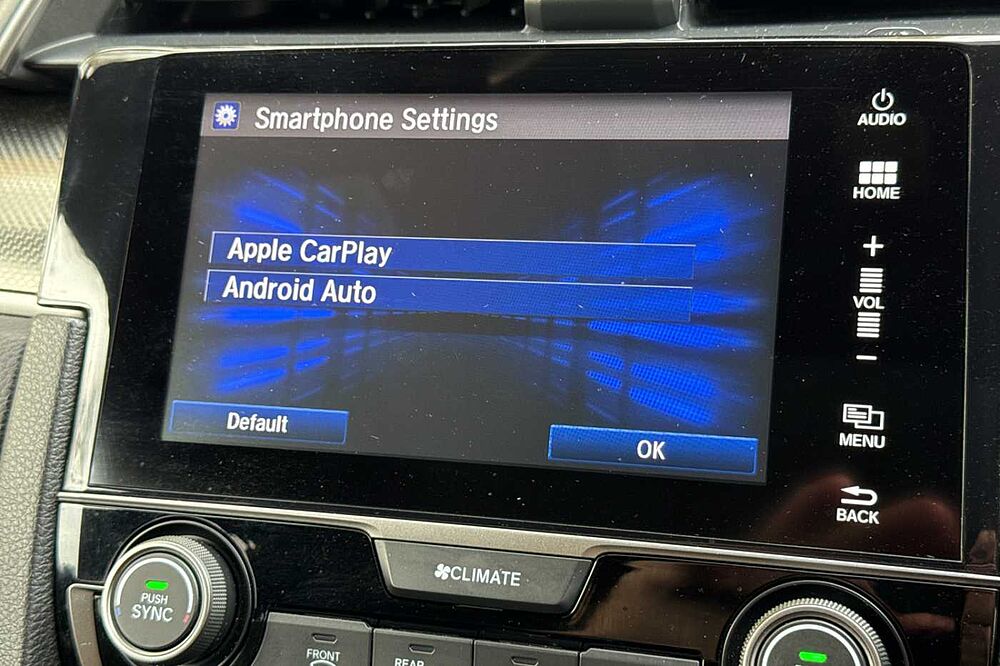 Smartphone Settings
AUDIO
HOME
Apple CarPlay
+
VOL
-
Android Auto
Default
OK
MENU
BACK
CLIMATE
PUSH
SYNC
FRONT
REAR